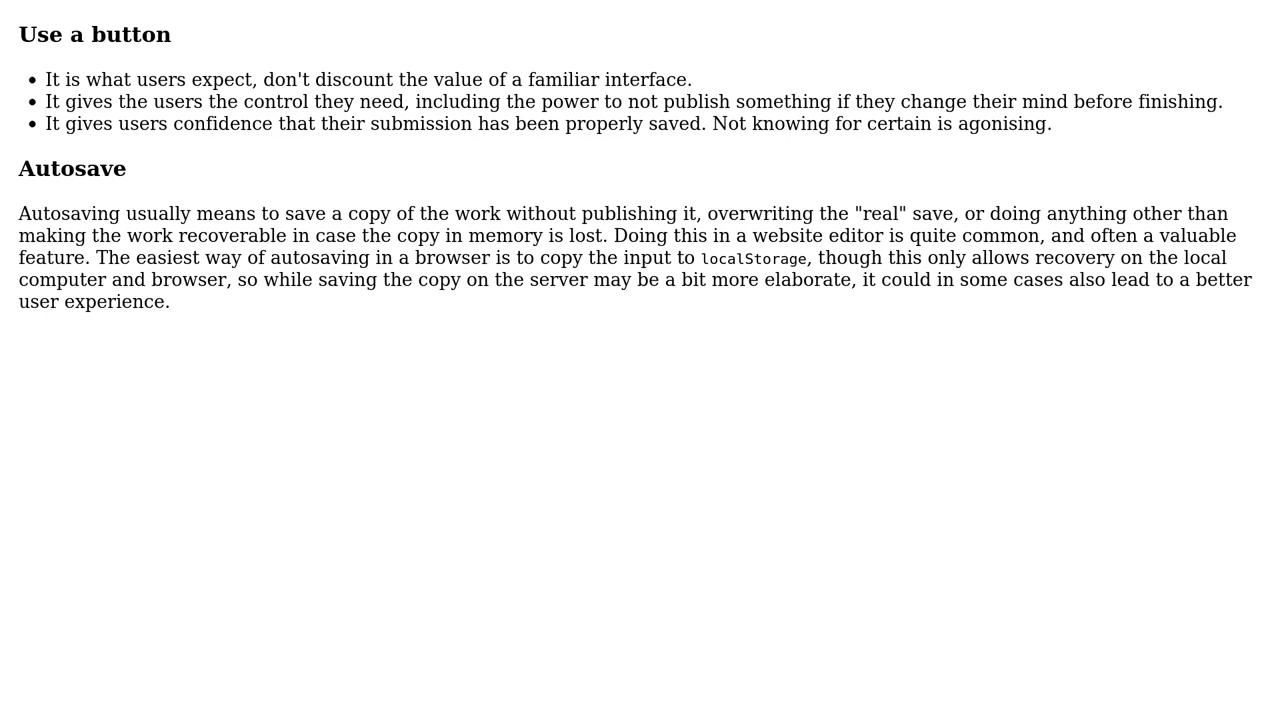 Use a button
• It is what users expect, don't discount the value of a familiar interface.
• It gives the users the control they need, including the power to not publish something if they change their mind before finishing.
• It gives users confidence that their submission has been properly saved. Not knowing for certain is agonising.
Autosave
Autosaving usually means to save a copy of the work without publishing it, overwriting the "real" save, or doing anything other than
making the work recoverable in case the copy in memory is lost. Doing this in a website editor is quite common, and often a valuable
feature. The easiest way of autosaving in a browser is to copy the input to localStorage, though this only allows recovery on the local
computer and browser, so while saving the copy on the server may be a bit more elaborate, it could in some cases also lead to a better
user experience.